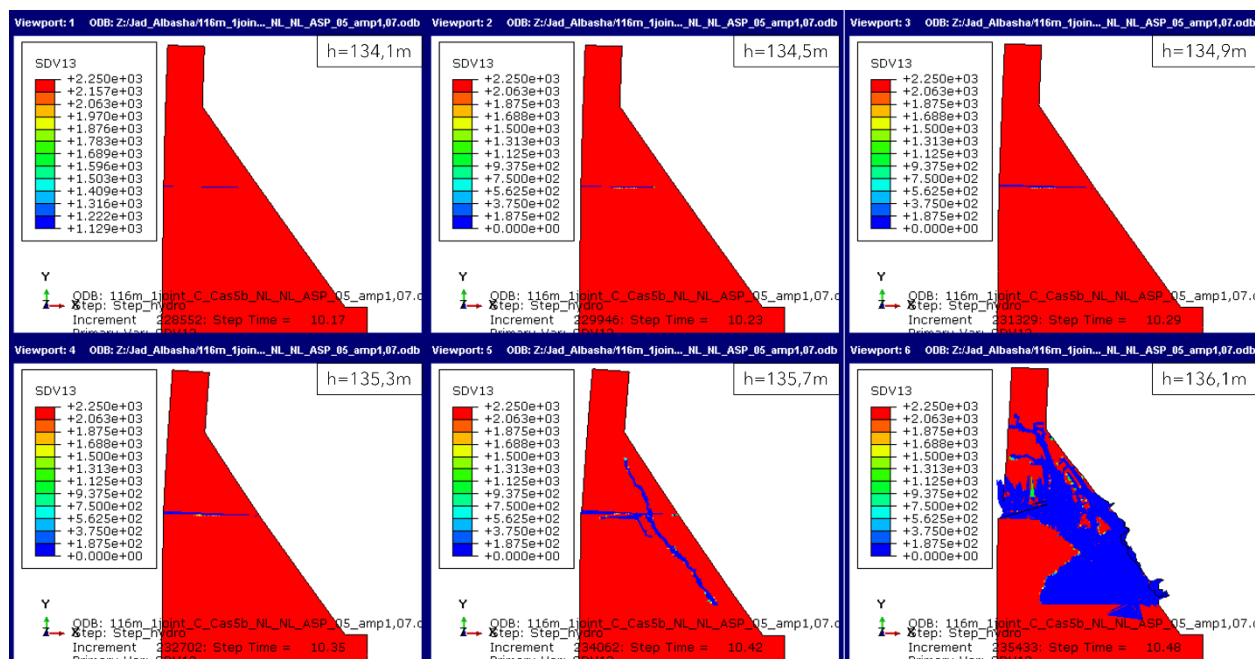 Viewport: 1 ODB: Z:/Jad_Albasha/116m_1join..._NL_NL_ASP_05_amp1,07.odb
h=134,1m
SDV13
+2.250e+03
+2.157e+03
+2.063e+03
+1.970e+03
+1.876e+03
+1.783e+03
+1.689e+03
+1.596e+03
+1.503e+03
+1.409e+03
+1.316e+03
+1.222e+03
+1.129e+03
Y
Z X
ODB: 116m_1joint_C_Cas5b_NL_NL_ASP_05_amp1,07.o
Step: Step_hydro
Increment 228552: Step Time = 10.17
Viewport: 2 ODB: Z:/Jad_Albasha/116m_1join..._NL_NL_ASP_05_amp1,07.odb
h=134,5m
SDV13
+2.250e+03
+2.063e+03
+1.875e+03
+1.688e+03
+1.500e+03
+1.313e+03
+1.125e+03
+9.375e+02
+7.500e+02
+5.625e+02
+3.750e+02
+1.875e+02
+0.000e+00
Y
Z X
ODB: 116m_1joint_C_Cas5b_NL_NL_ASP_05_amp1,07.o
Step: Step_hydro
Increment 229946: Step Time = 10.23
Viewport: 3 ODB: Z:/Jad_Albasha/116m_1join..._NL_NL_ASP_05_amp1,07.odb
h=134,9m
SDV13
+2.250e+03
+2.063e+03
+1.875e+03
+1.688e+03
+1.500e+03
+1.313e+03
+1.125e+03
+9.375e+02
+7.500e+02
+5.625e+02
+3.750e+02
+1.875e+02
+0.000e+00
Y
Z X
ODB: 116m_1joint_C_Cas5b_NL_NL_ASP_05_amp1,07.o
Step: Step_hydro
Increment 231329: Step Time = 10.29
Viewport: 4 ODB: Z:/Jad_Albasha/116m_1join..._NL_NL_ASP_05_amp1,07.odb
h=135,3m
SDV13
+2.250e+03
+2.063e+03
+1.875e+03
+1.688e+03
+1.500e+03
+1.313e+03
+1.125e+03
+9.375e+02
+7.500e+02
+5.625e+02
+3.750e+02
+1.875e+02
+0.000e+00
Y
Z X
ODB: 116m_1joint_C_Cas5b_NL_NL_ASP_05_amp1,07.o
Step: Step_hydro
Increment 232702: Step Time = 10.35
Viewport: 5 ODB: Z:/Jad_Albasha/116m_1join..._NL_NL_ASP_05_amp1,07.odb
h=135,7m
SDV13
+2.250e+03
+2.063e+03
+1.875e+03
+1.688e+03
+1.500e+03
+1.313e+03
+1.125e+03
+9.375e+02
+7.500e+02
+5.625e+02
+3.750e+02
+1.875e+02
+0.000e+00
Y
Z X
ODB: 116m_1joint_C_Cas5b_NL_NL_ASP_05_amp1,07.o
Step: Step_hydro
Increment 234062: Step Time = 10.42
Viewport: 6 ODB: Z:/Jad_Albasha/116m_1join..._NL_NL_ASP_05_amp1,07.odb
h=136,1m
SDV13
+2.250e+03
+2.063e+03
+1.875e+03
+1.688e+03
+1.500e+03
+1.313e+03
+1.125e+03
+9.375e+02
+7.500e+02
+5.625e+02
+3.750e+02
+1.875e+02
+0.000e+00
Y
Z X
ODB: 116m_1joint_C_Cas5b_NL_NL_ASP_05_amp1,07.o
Step: Step_hydro
Increment 235433: Step Time = 10.48